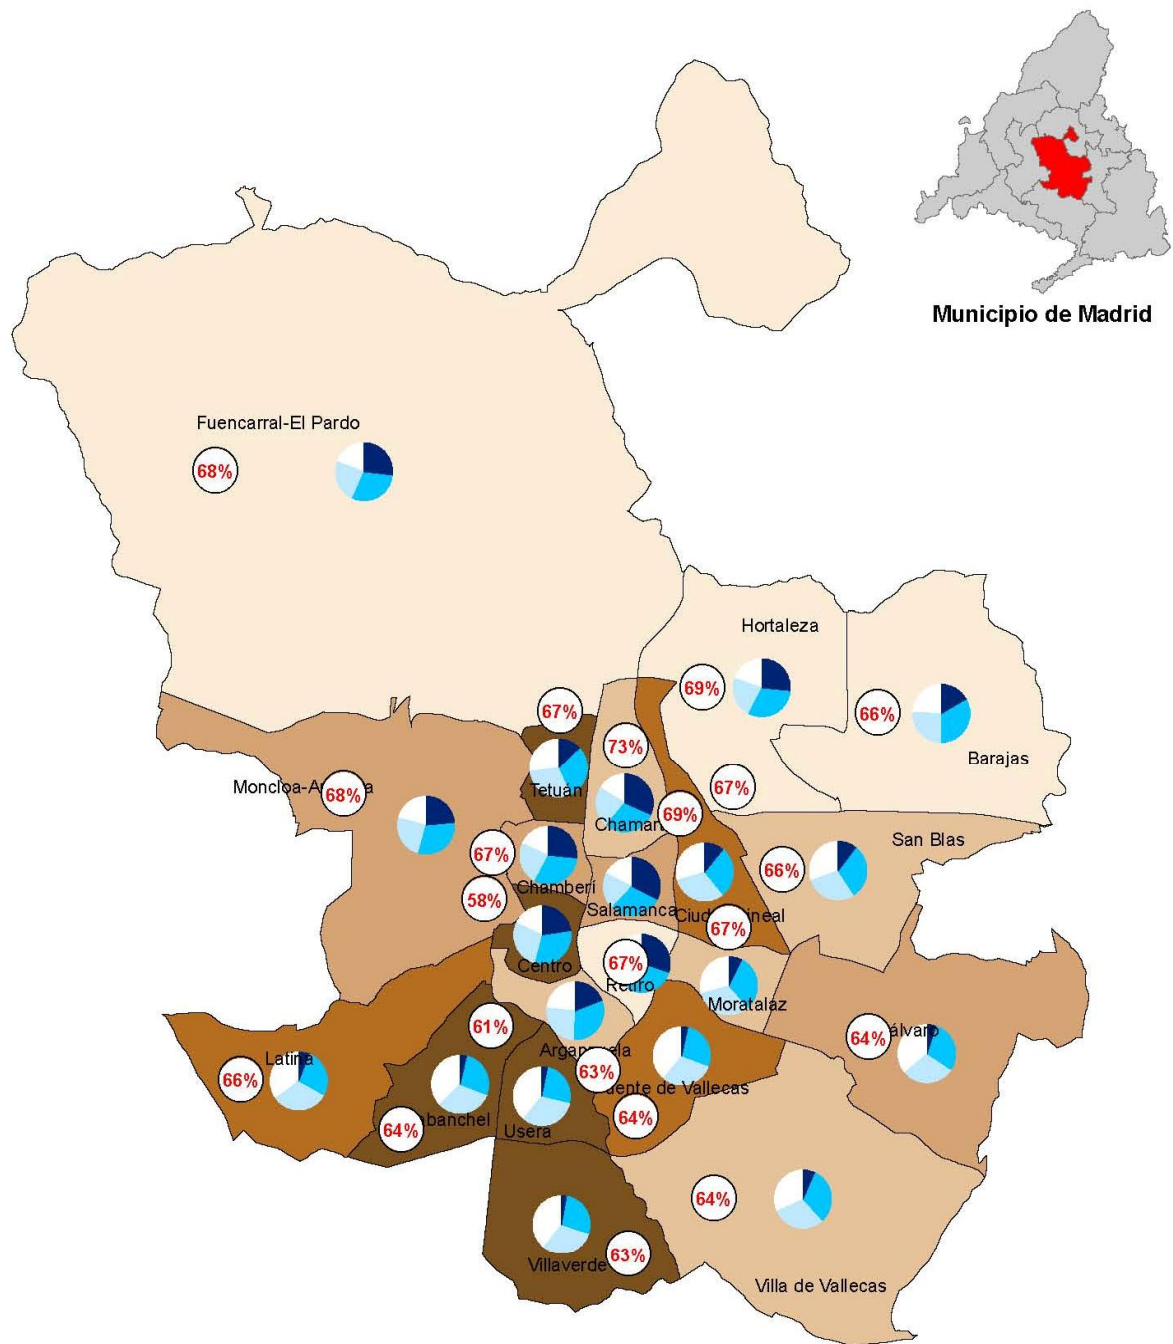 Municipio de Madrid
Fuencarral-El Pardo
68%
Hortaleza
69%
66%
Barajas
67%
73%
67%
Tetuán
68%
69%
San Blas
67%
66%
Chamberí
58%
Salamanca
67%
Centro
67%
Retiro
Moratalaz
61%
64%
Latina
66%
63%
64%
Usera
64%
64%
Villaverde
63%
Villa de Vallecas